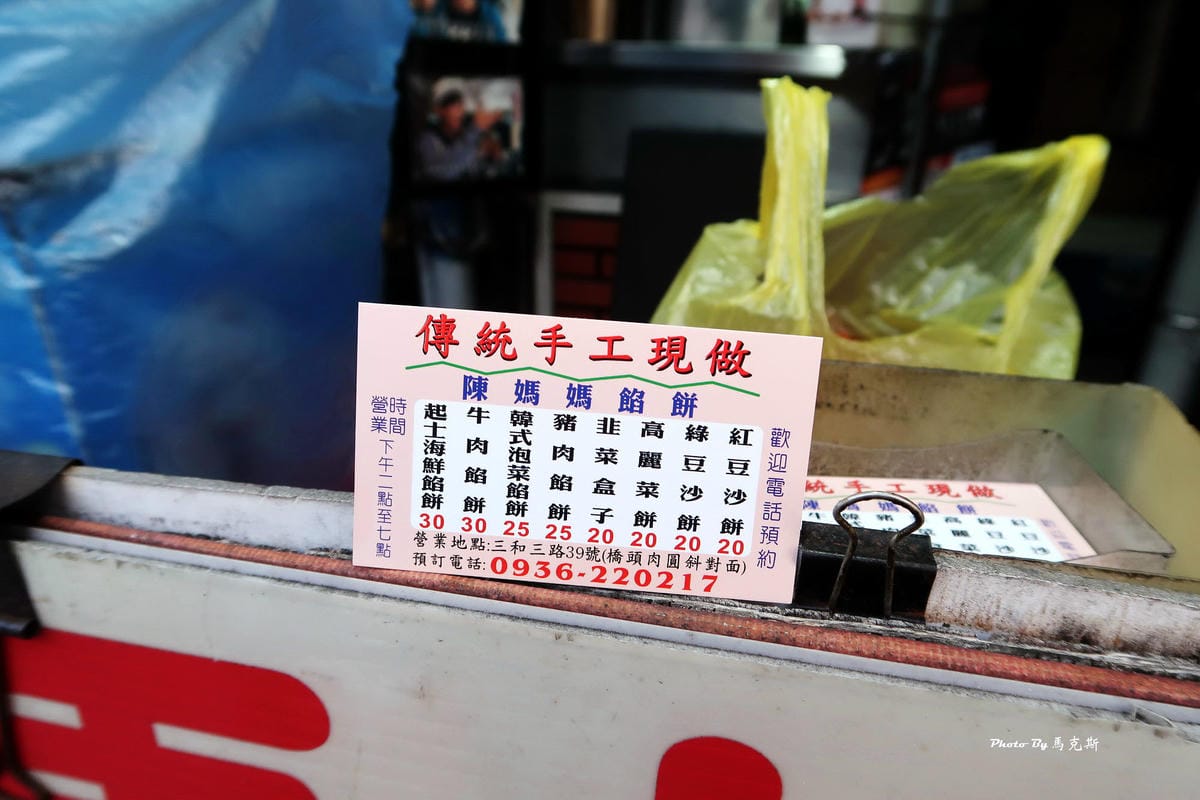 傳統手工現做
陳媽媽餡餅
歡迎電話預約
紅豆沙餅 20
綠豆沙餅 20
高麗菜餅 20
韭菜盒子 20
豬肉餡餅 25
韓式泡菜餡餅 25
牛肉餡餅 30
起士海鮮餡餅 30
營業時間 下午二點至七點
營業地點:三和三路39號(橋頭肉圓斜對面)
預訂電話:0936-220217
統手工現做
陳媽媽餡餅
Photo By 馬克斯